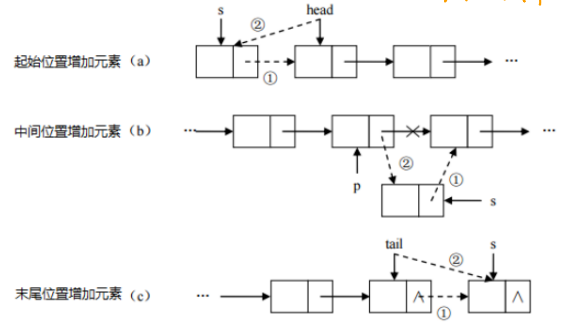 s head
②
起始位置增加元素（a）
①
…
中间位置增加元素（b）
… …
②
①
p
s
tail s
②
末尾位置增加元素（c）
…
∧ ∧
①